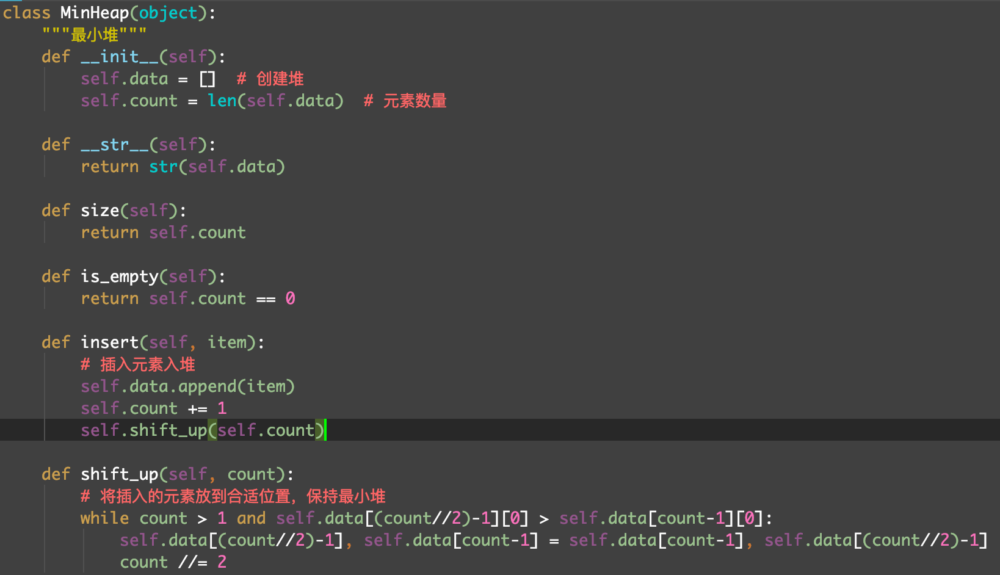 class MinHeap(object):
    """最小堆"""
    def __init__(self):
        self.data = []  # 创建堆
        self.count = len(self.data)  # 元素数量

    def __str__(self):
        return str(self.data)

    def size(self):
        return self.count

    def is_empty(self):
        return self.count == 0

    def insert(self, item):
        # 插入元素入堆
        self.data.append(item)
        self.count += 1
        self.shift_up(self.count)

    def shift_up(self, count):
        # 将插入的元素放到合适位置，保持最小堆
        while count > 1 and self.data[(count//2)-1][0] > self.data[count-1][0]:
            self.data[(count//2)-1], self.data[count-1] = self.data[count-1], self.data[(count//2)-1]
            count //= 2